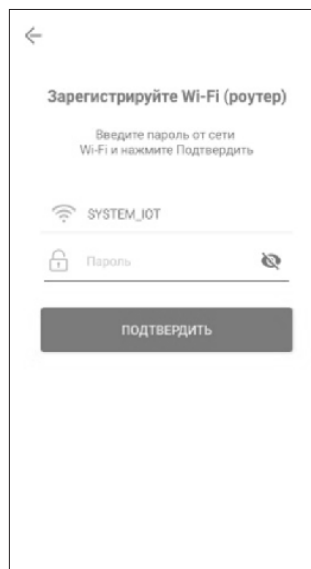 Зарегистрируйте Wi-Fi (роутер)
Введите пароль от сети
Wi-Fi и нажмите Подтвердить
SYSTEM_IOT
Пароль
ПОДТВЕРДИТЬ